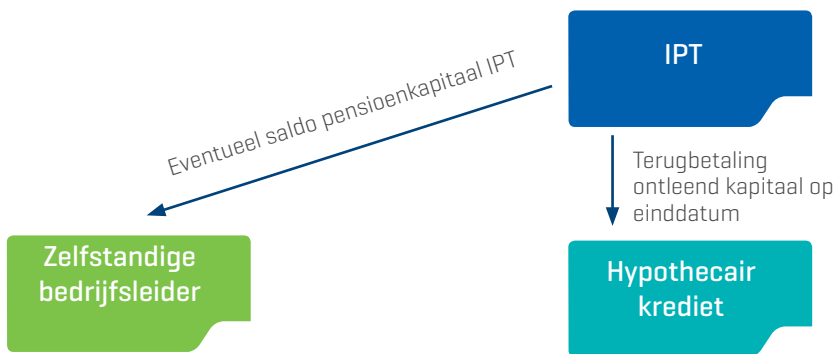 IPT
Eventueel saldo pensioenkapitaal IPT
Terugbetaling
ontleend kapitaal op
einddatum
Zelfstandige
bedrijfsleider
Hypothecair
krediet